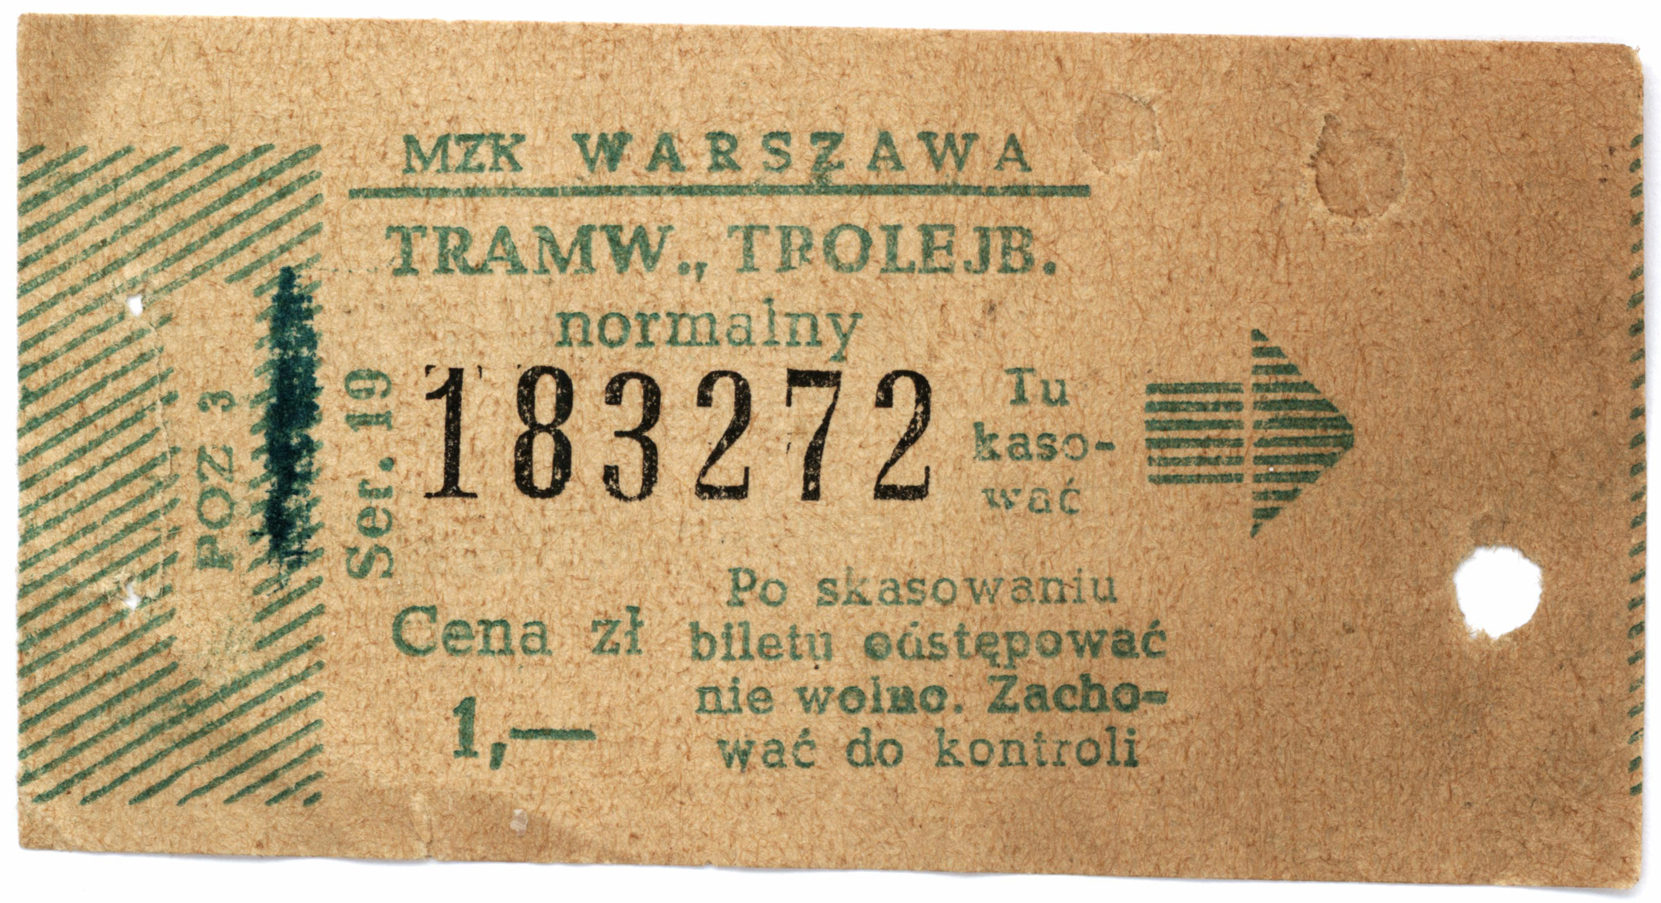 MZK WARSZAWA
TRAMW., TROLEJB.
normalny
POZ 3
Ser. 19
183272
Tu
kaso-
wać
Cena zł
1,—
Po skasowaniu
biletu odstępować
nie wolno. Zacho-
wać do kontroli